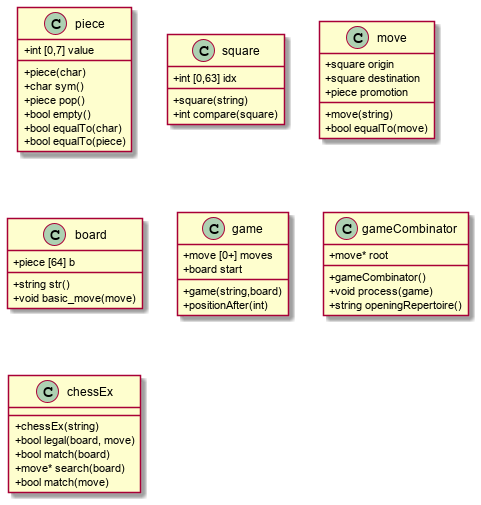 C piece
+int [0,7] value
+piece(char)
+char sym()
+piece pop()
+bool empty()
+bool equalTo(char)
+bool equalTo(piece)
C square
+int [0,63] idx
+square(string)
+int compare(square)
C move
+square origin
+square destination
+piece promotion
+move(string)
+bool equalTo(move)
C board
+piece [64] b
+string str()
+void basic_move(move)
C game
+move [0+] moves
+board start
+game(string,board)
+positionAfter(int)
C gameCombinator
+move* root
+gameCombinator()
+void process(game)
+string openingRepertoire()
C chessEx
+chessEx(string)
+bool legal(board, move)
+bool match(board)
+move* search(board)
+bool match(move)